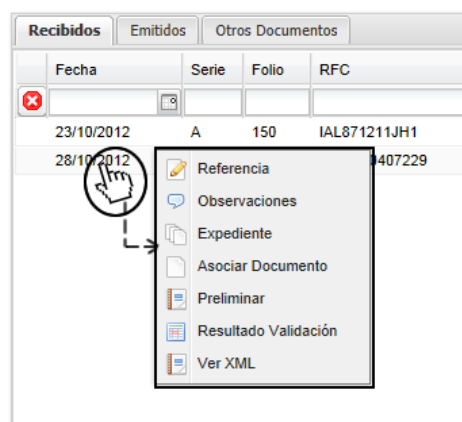 Recibidos Emitidos Otros Documentos
Fecha Serie Folio RFC
23/10/2012 A 150 IAL871211JH1
28/10/2012 0407229
Referencia
Observaciones
Expediente
Asociar Documento
Preliminar
Resultado Validación
Ver XML